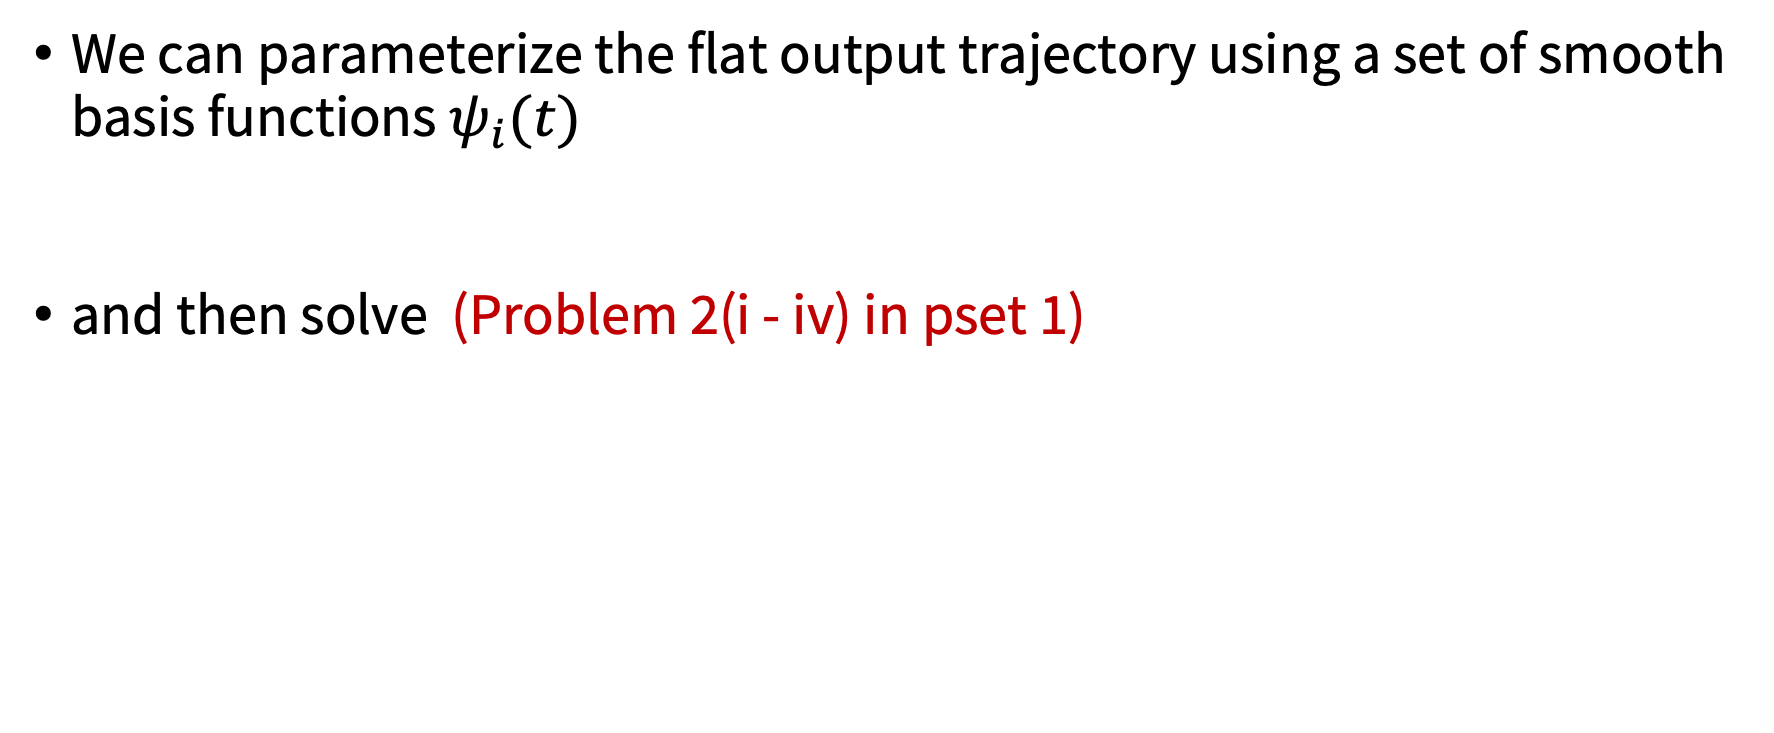 • We can parameterize the flat output trajectory using a set of smooth
basis functions 𝜓ᵢ(𝑡)
• and then solve (Problem 2(i - iv) in pset 1)